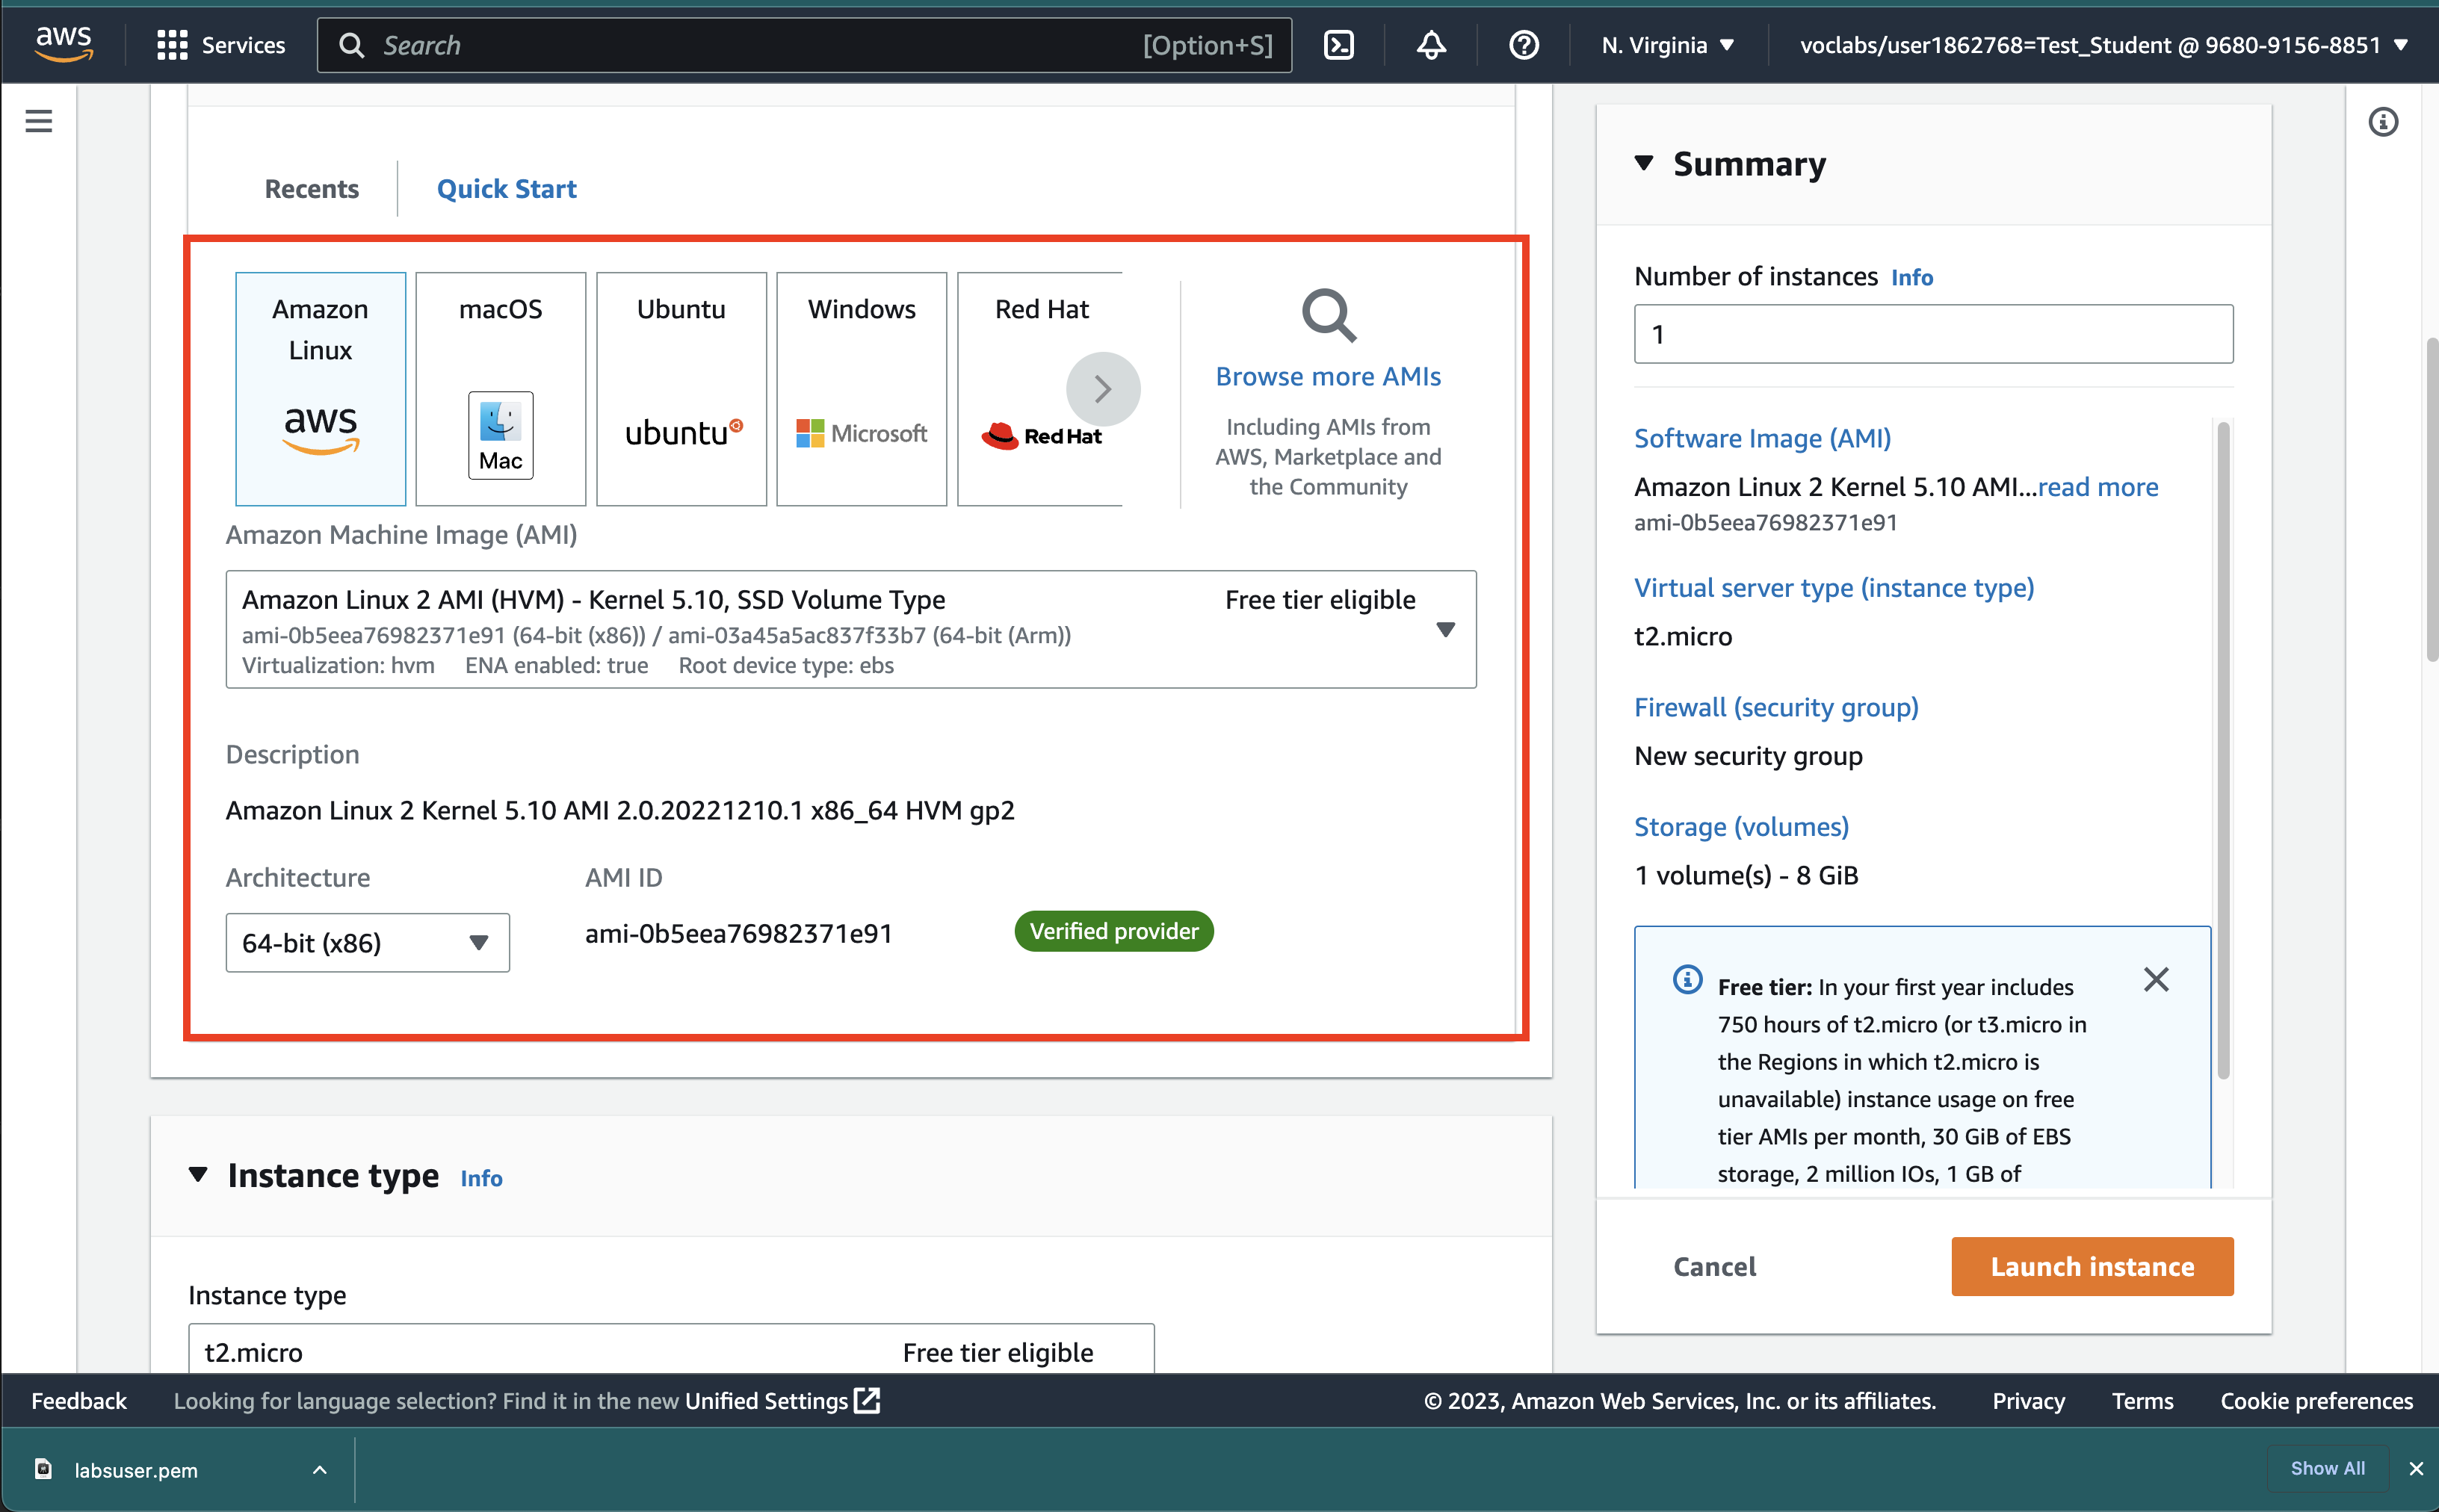 aws
Services
Search
[Option+S]
N. Virginia
voclabs/user1862768=Test_Student @ 9680-9156-8851
Recents
Quick Start
Amazon
Linux
aws
macOS
Mac
Ubuntu
ubuntu
Windows
Microsoft
Red Hat
Red Hat
Browse more AMIs
Including AMIs from
AWS, Marketplace and
the Community
Amazon Machine Image (AMI)
Amazon Linux 2 AMI (HVM) - Kernel 5.10, SSD Volume Type
Free tier eligible
ami-0b5eea76982371e91 (64-bit (x86)) / ami-03a45a5ac837f33b7 (64-bit (Arm))
Virtualization: hvm ENA enabled: true Root device type: ebs
Description
Amazon Linux 2 Kernel 5.10 AMI 2.0.20221210.1 x86_64 HVM gp2
Architecture
AMI ID
64-bit (x86)
ami-0b5eea76982371e91
Verified provider
Instance type Info
Instance type
t2.micro
Free tier eligible
Summary
Number of instances Info
1
Software Image (AMI)
Amazon Linux 2 Kernel 5.10 AMI...read more
ami-0b5eea76982371e91
Virtual server type (instance type)
t2.micro
Firewall (security group)
New security group
Storage (volumes)
1 volume(s) - 8 GiB
Free tier: In your first year includes
750 hours of t2.micro (or t3.micro in
the Regions in which t2.micro is
unavailable) instance usage on free
tier AMIs per month, 30 GiB of EBS
storage, 2 million IOs, 1 GB of
Cancel
Launch instance
Feedback
Looking for language selection? Find it in the new Unified Settings
© 2023, Amazon Web Services, Inc. or its affiliates.
Privacy
Terms
Cookie preferences
labsuser.pem
Show All